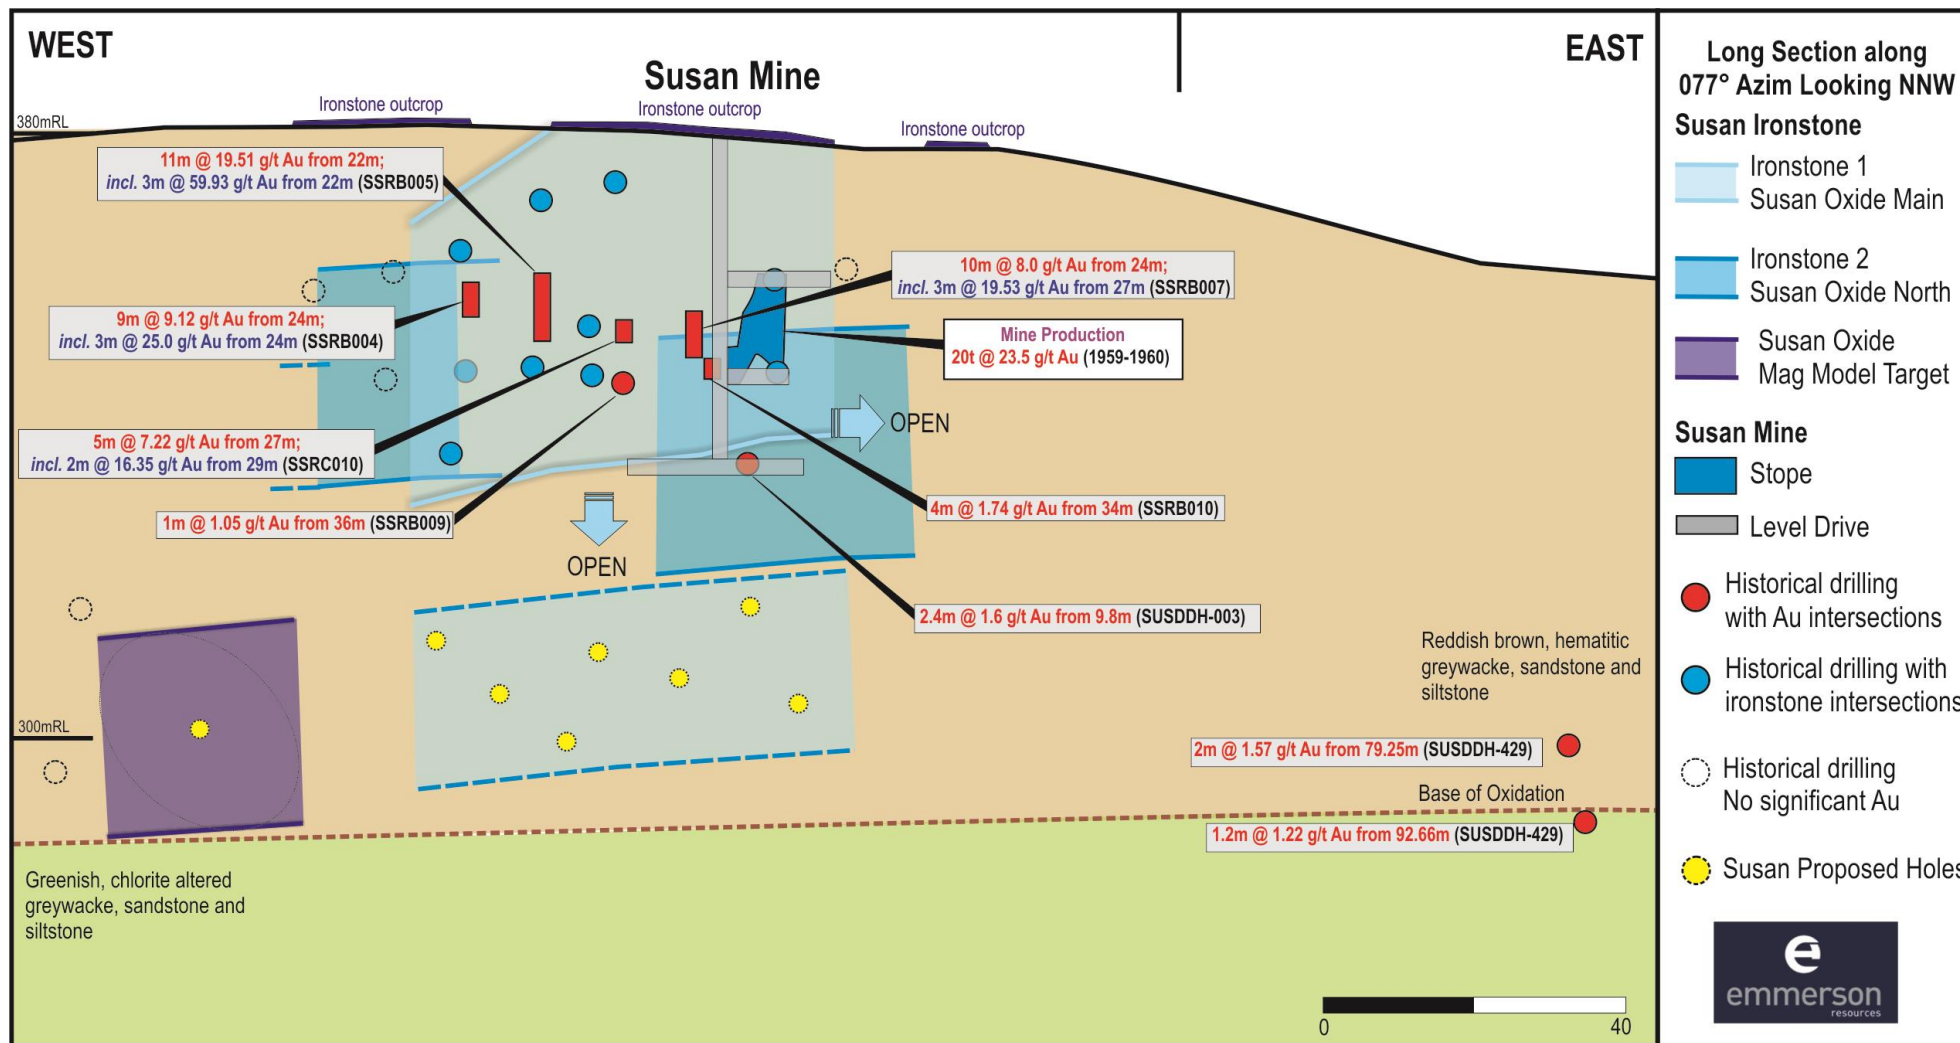 WEST
EAST
Susan Mine
Ironstone outcrop
Ironstone outcrop
Ironstone outcrop
380mRL
11m @ 19.51 g/t Au from 22m;
incl. 3m @ 59.93 g/t Au from 22m (SSRB005)
10m @ 8.0 g/t Au from 24m;
incl. 3m @ 19.53 g/t Au from 27m (SSRB007)
9m @ 9.12 g/t Au from 24m;
incl. 3m @ 25.0 g/t Au from 24m (SSRB004)
Mine Production
20t @ 23.5 g/t Au (1959-1960)
OPEN
5m @ 7.22 g/t Au from 27m;
incl. 2m @ 16.35 g/t Au from 29m (SSRC010)
1m @ 1.05 g/t Au from 36m (SSRB009)
4m @ 1.74 g/t Au from 34m (SSRB010)
OPEN
2.4m @ 1.6 g/t Au from 9.8m (SUSDDH-003)
Reddish brown, hematitic
greywacke, sandstone and
siltstone
300mRL
2m @ 1.57 g/t Au from 79.25m (SUSDDH-429)
Base of Oxidation
1.2m @ 1.22 g/t Au from 92.66m (SUSDDH-429)
Greenish, chlorite altered
greywacke, sandstone and
siltstone
0
40
Long Section along
077° Azim Looking NNW
Susan Ironstone
Ironstone 1
Susan Oxide Main
Ironstone 2
Susan Oxide North
Susan Oxide
Mag Model Target
Susan Mine
Stope
Level Drive
Historical drilling
with Au intersections
Historical drilling with
ironstone intersections
Historical drilling
No significant Au
Susan Proposed Holes
e
emmerson
resources